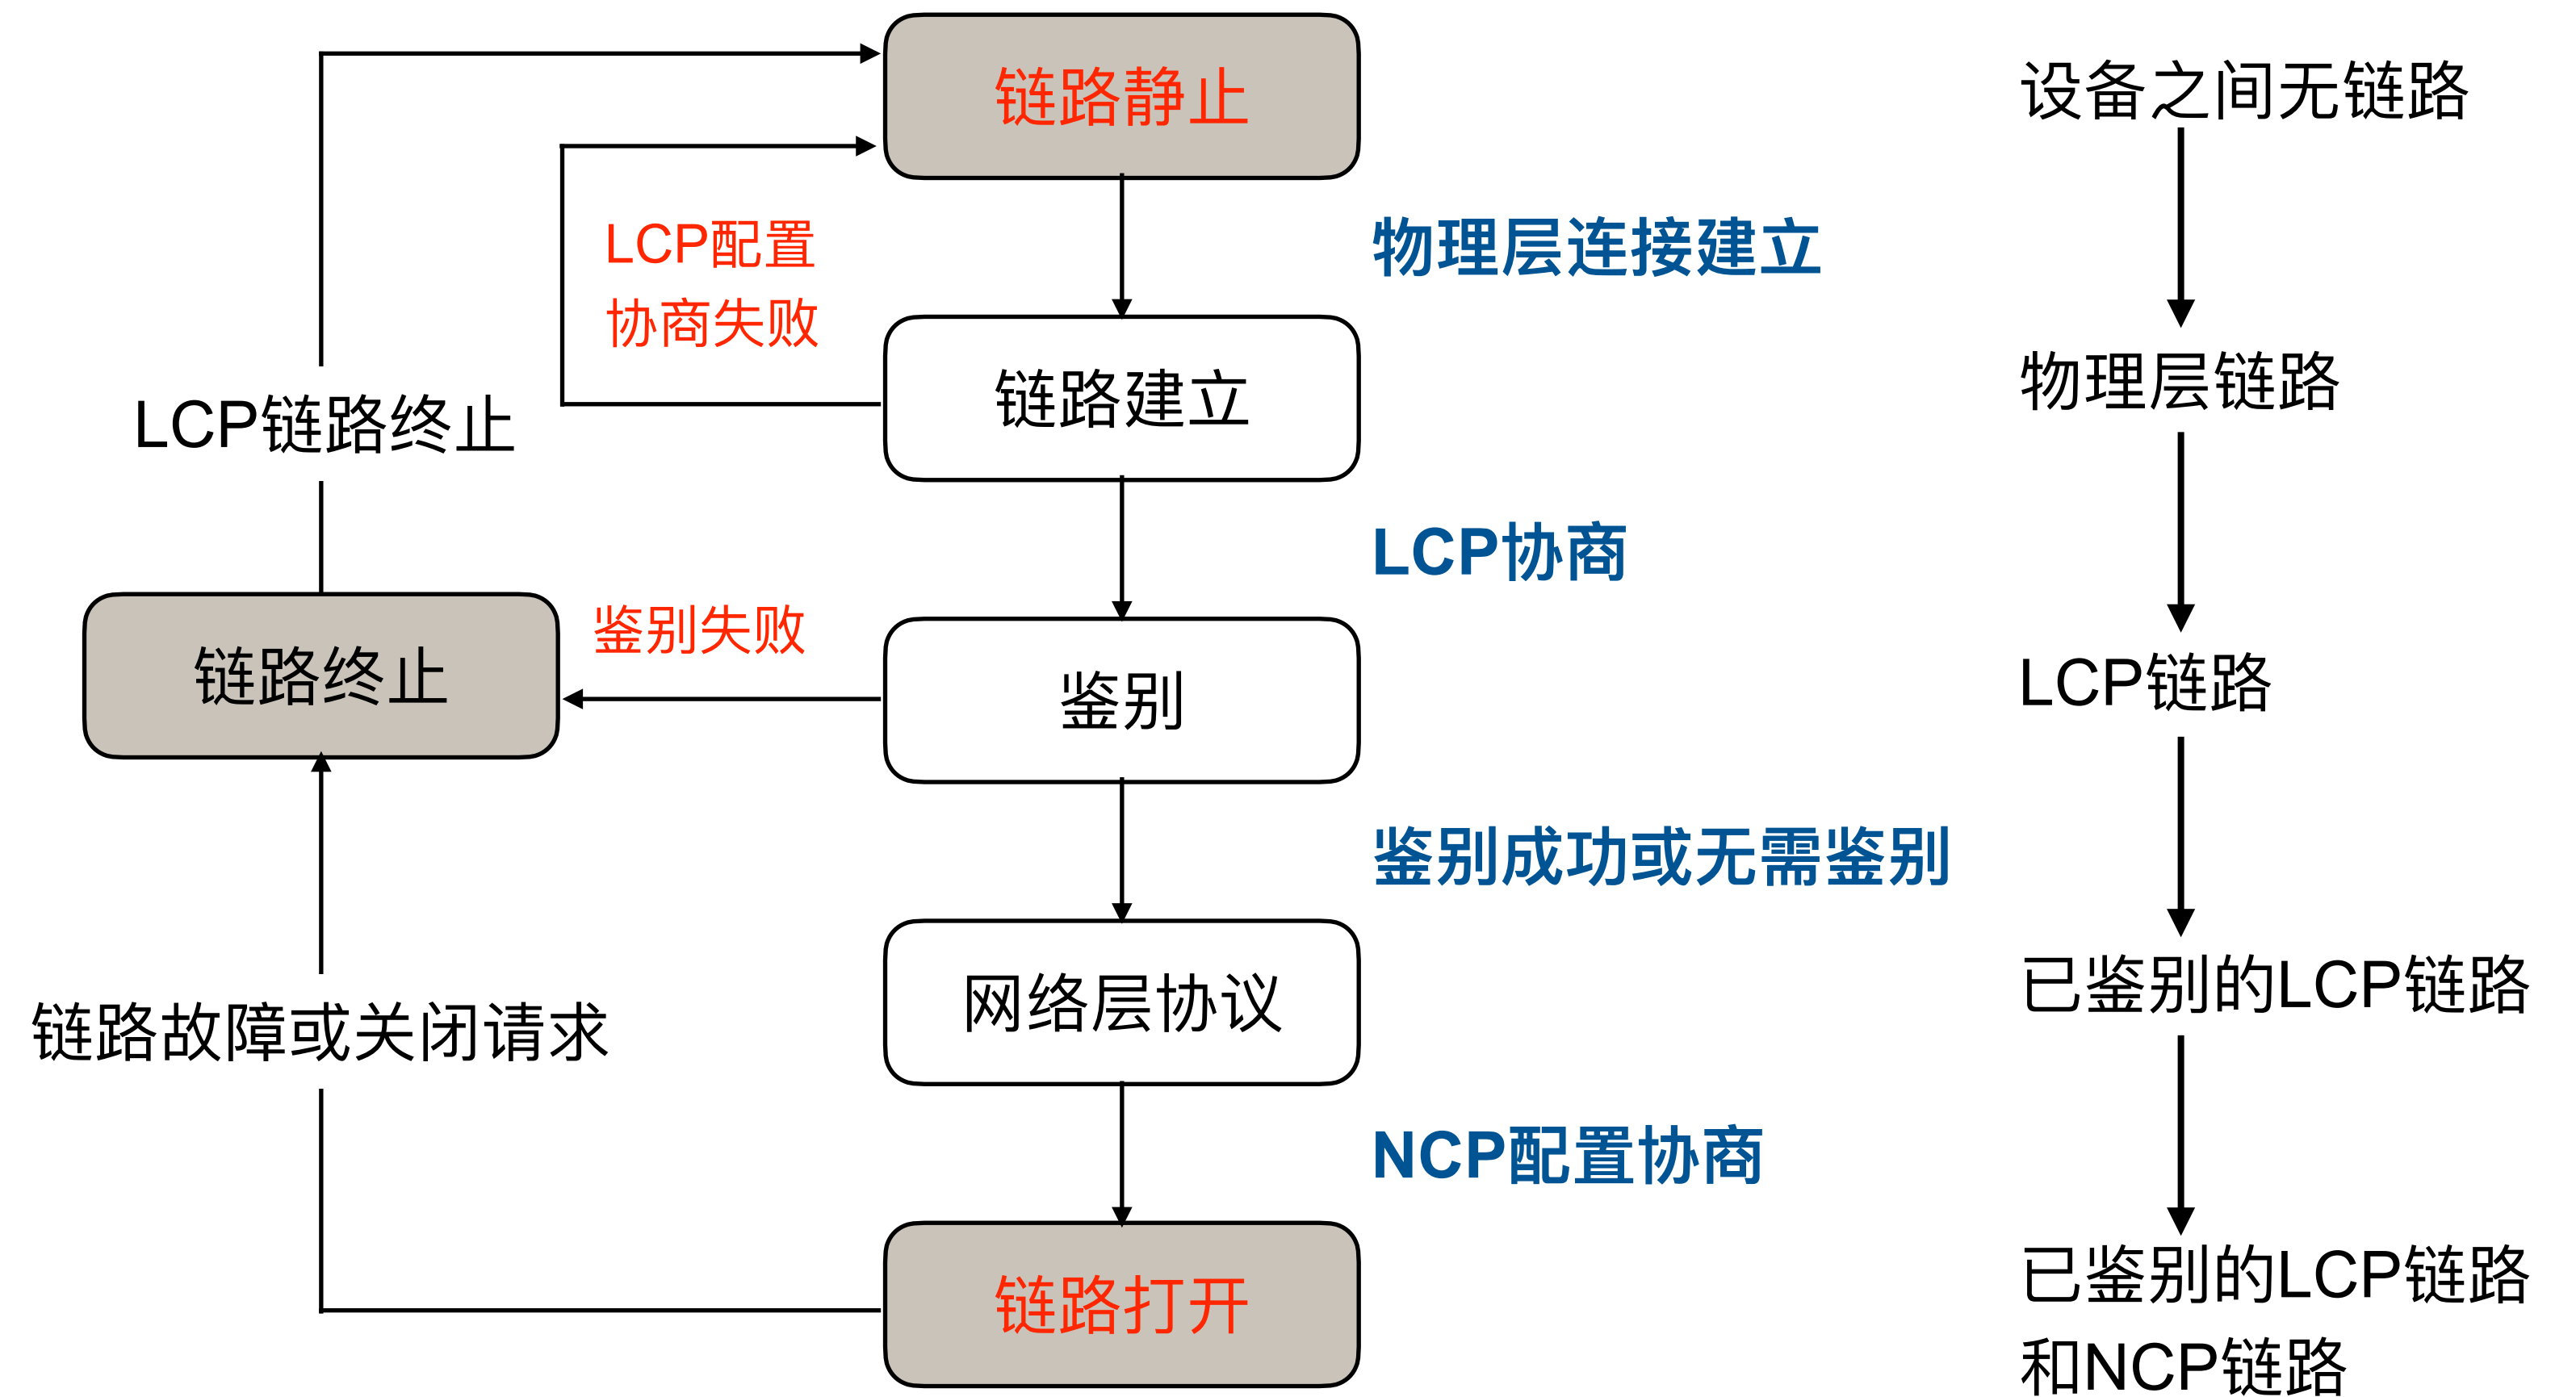 链路静止
设备之间无链路
LCP配置
协商失败
物理层连接建立
链路建立
物理层链路
LCP链路终止
LCP协商
鉴别失败
链路终止
鉴别
LCP链路
鉴别成功或无需鉴别
网络层协议
已鉴别的LCP链路
链路故障或关闭请求
NCP配置协商
链路打开
已鉴别的LCP链路
和NCP链路